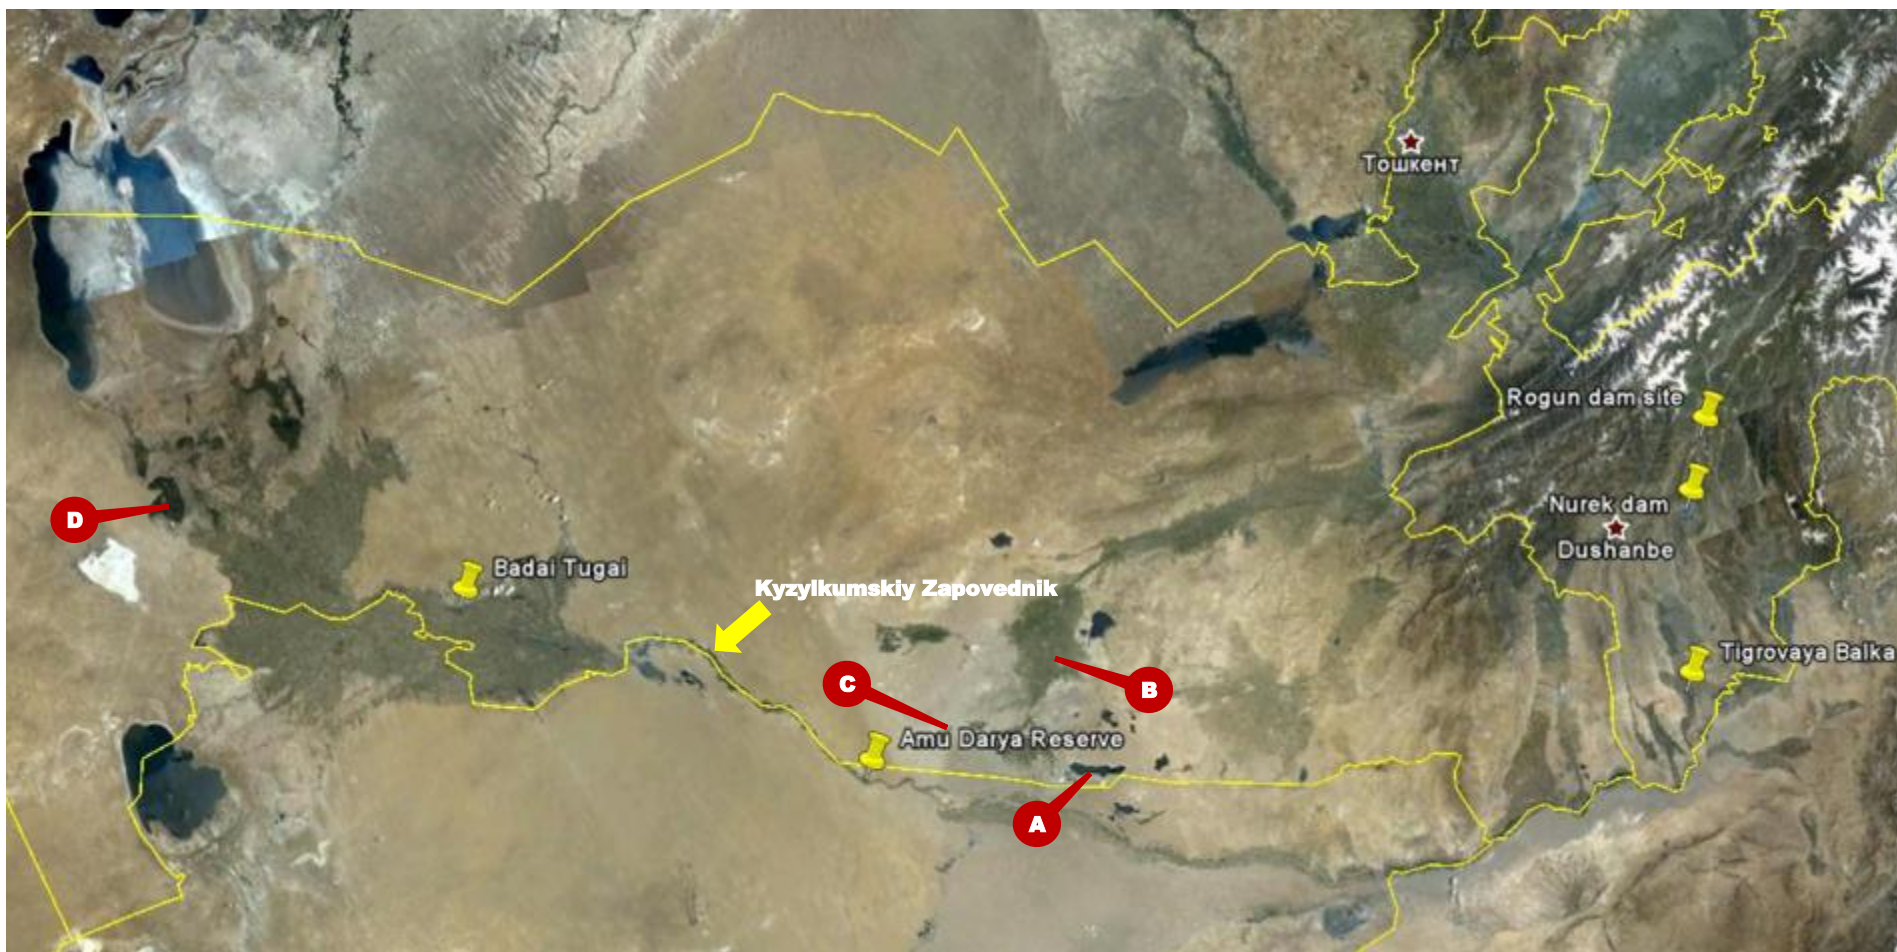 Тошкент
Rogun dam site
Nurek dam
Dushanbe
D
Badai Tugai
Kyzylkumskiy Zapovednik
Tigrovaya Balka
C
B
Amu Darya Reserve
A